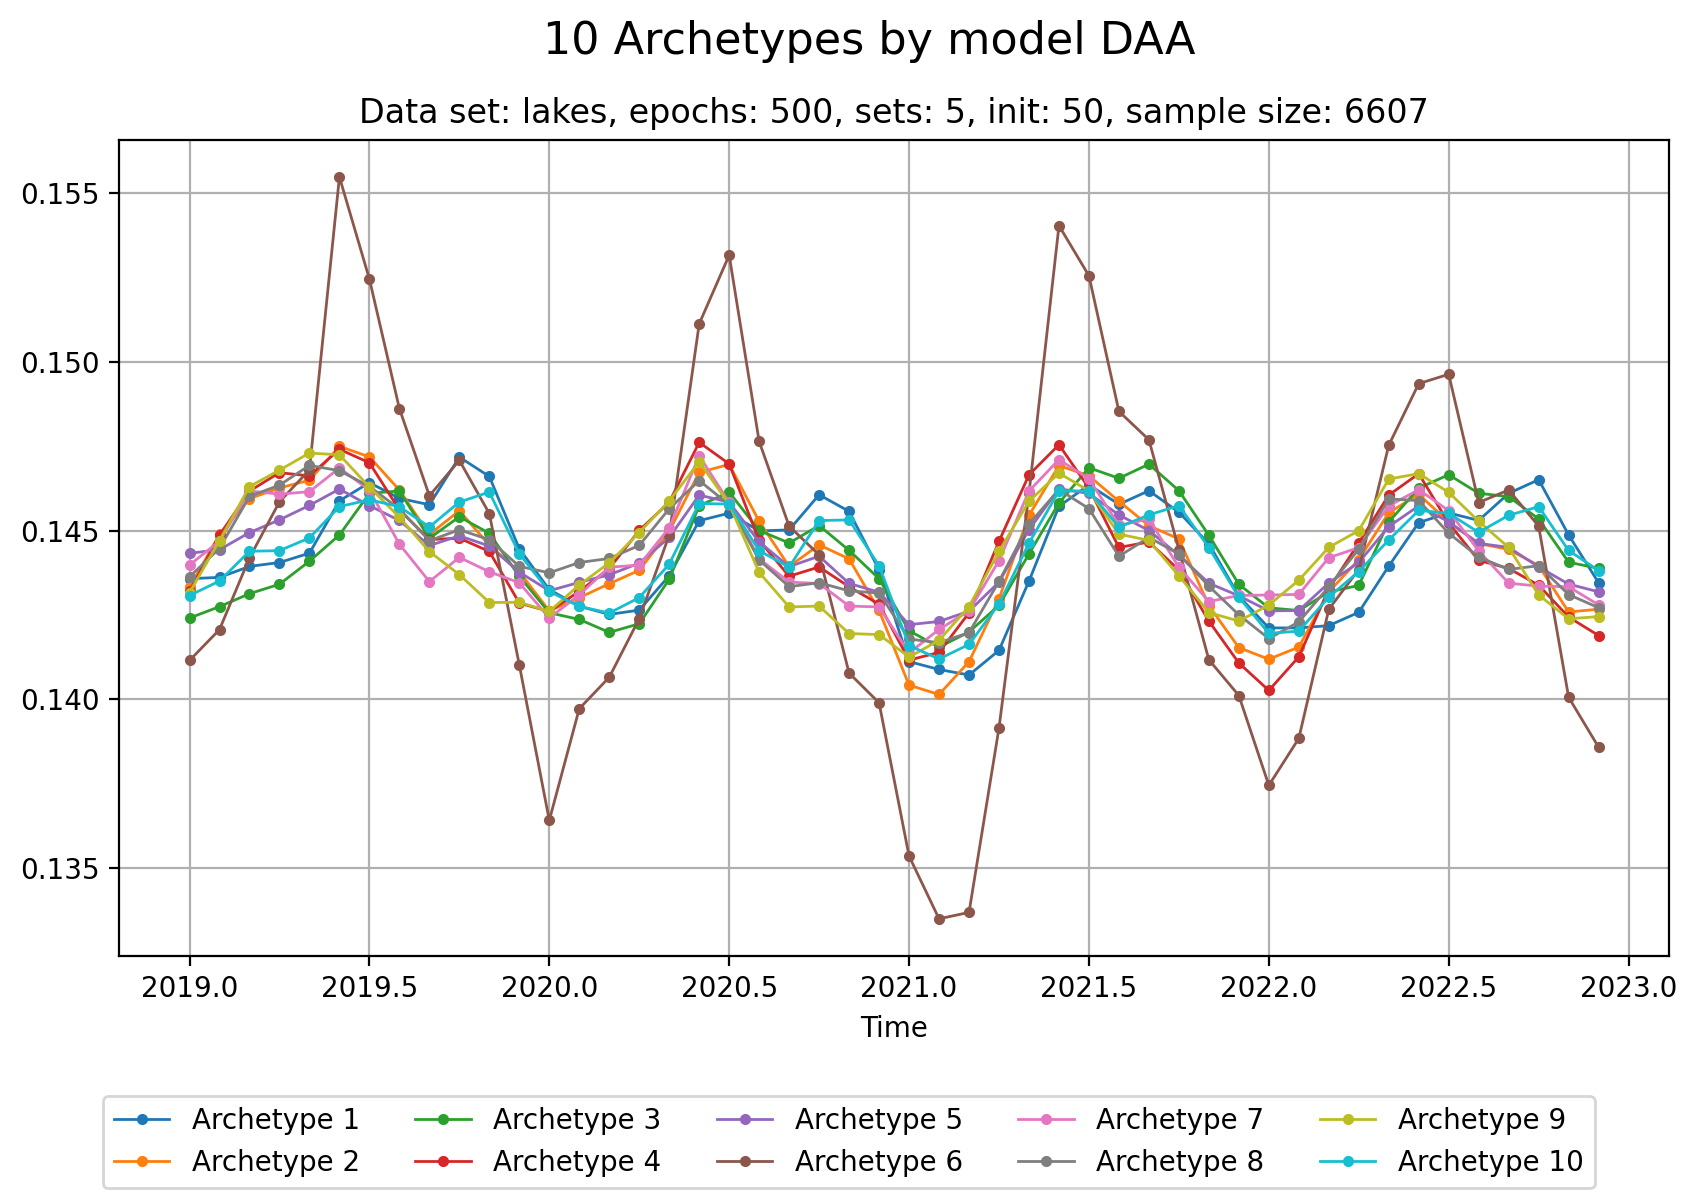 10 Archetypes by model DAA
Data set: lakes, epochs: 500, sets: 5, init: 50, sample size: 6607
0.155
0.150
0.145
0.140
0.135
2019.0 2019.5 2020.0 2020.5 2021.0 2021.5 2022.0 2022.5 2023.0
Time
Archetype 1 Archetype 3 Archetype 5 Archetype 7 Archetype 9
Archetype 2 Archetype 4 Archetype 6 Archetype 8 Archetype 10